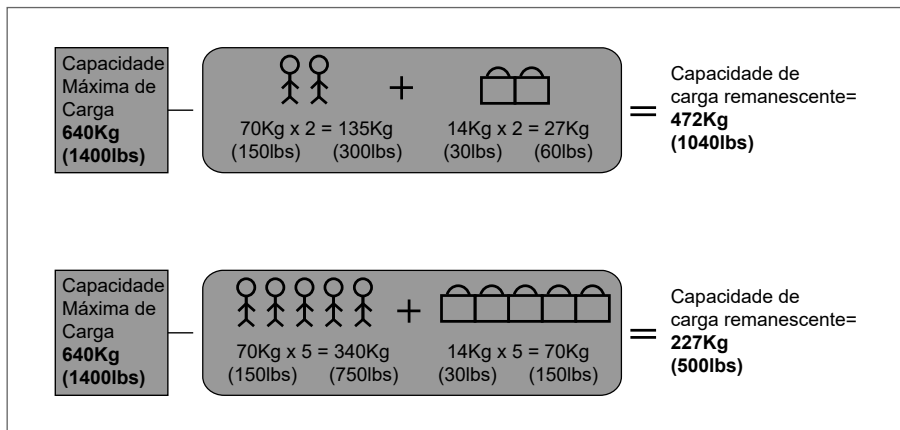 Capacidade
Máxima de
Carga
640Kg
(1400lbs)
70Kg x 2 = 135Kg
(150lbs) (300lbs)
+
14Kg x 2 = 27Kg
(30lbs) (60lbs)
=
Capacidade de
carga remanescente=
472Kg
(1040lbs)
Capacidade
Máxima de
Carga
640Kg
(1400lbs)
70Kg x 5 = 340Kg
(150lbs) (750lbs)
+
14Kg x 5 = 70Kg
(30lbs) (150lbs)
=
Capacidade de
carga remanescente=
227Kg
(500lbs)